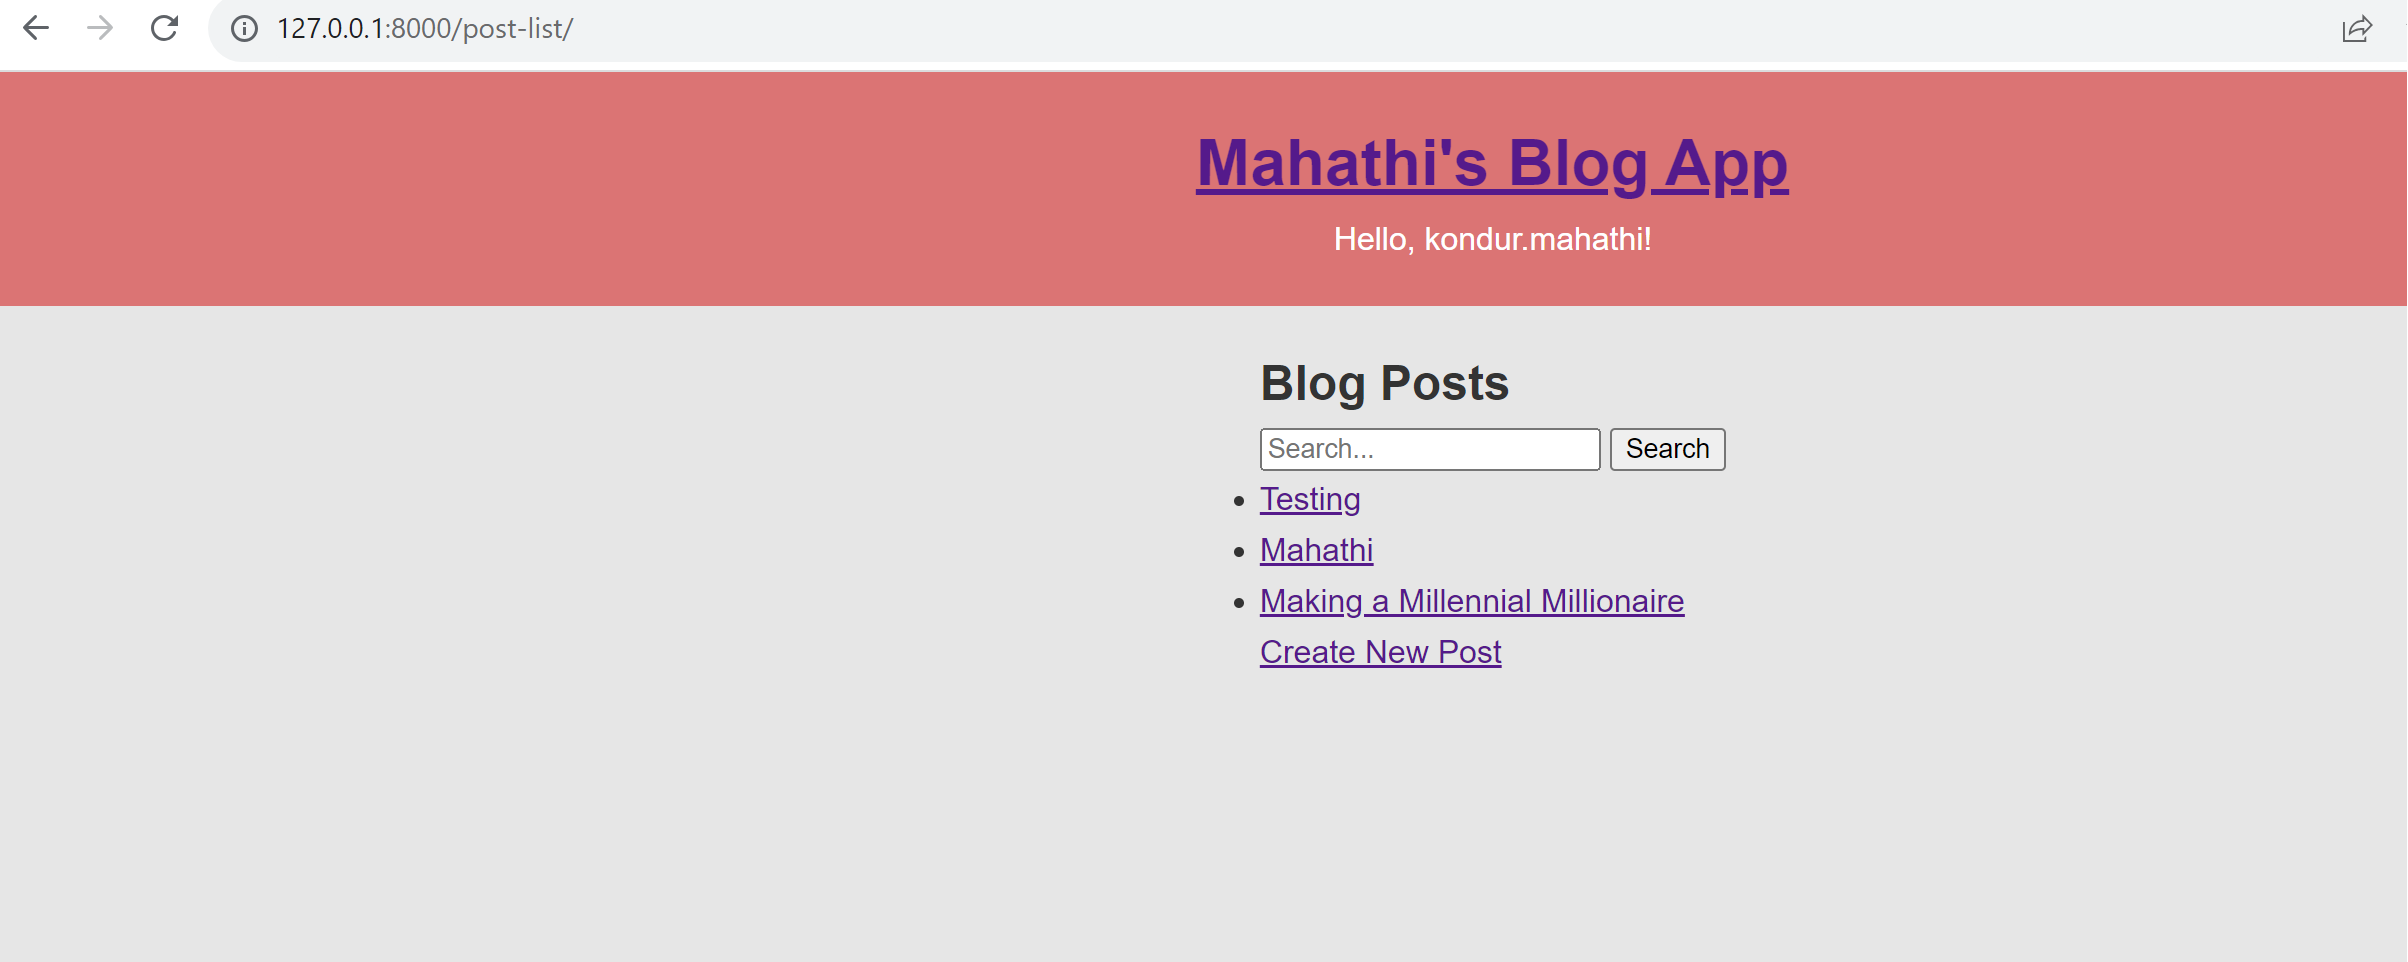 127.0.0.1:8000/post-list/
Mahathi's Blog App
Hello, kondur.mahathi!
Blog Posts
Search... Search
Testing
Mahathi
Making a Millennial Millionaire
Create New Post